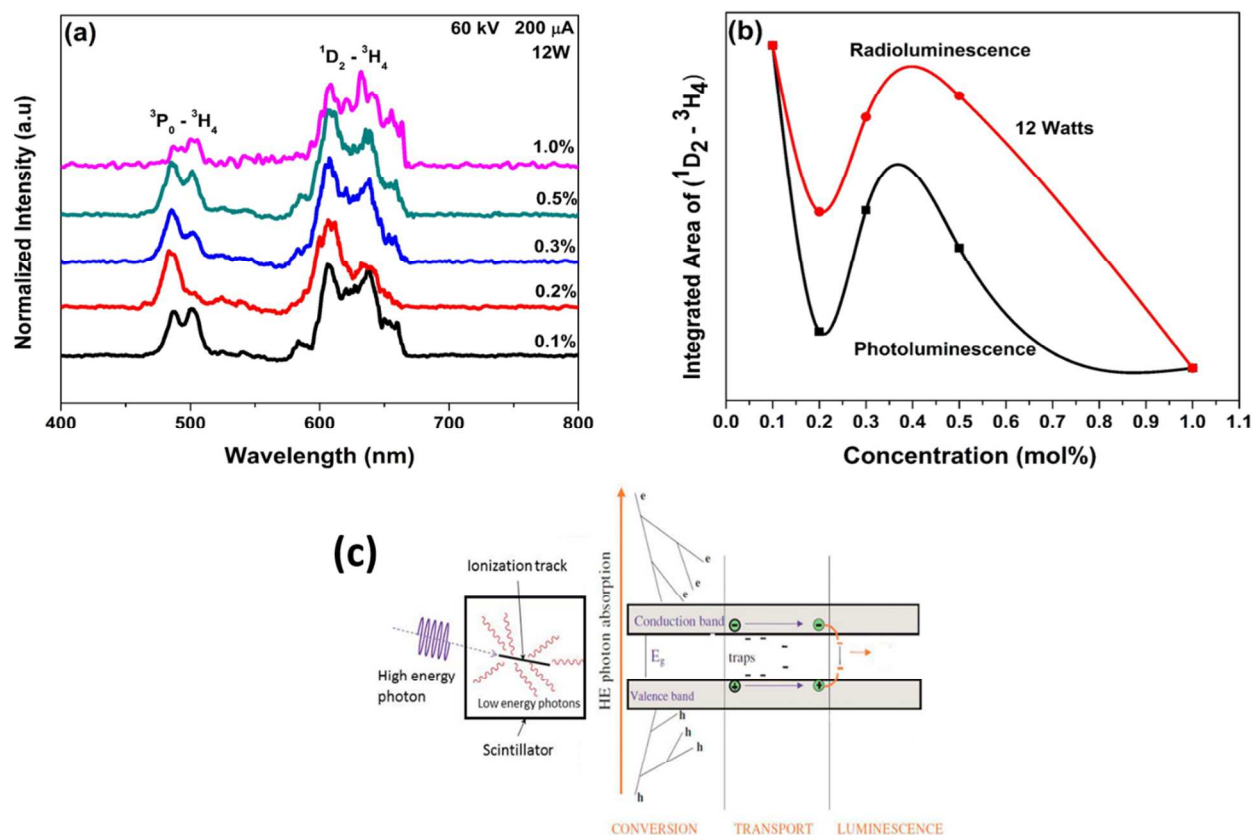 (a)
60 kV 200 µA
12W
¹D₂ - ³H₄
³P₀ - ³H₄
1.0%
0.5%
0.3%
0.2%
0.1%
Normalized Intensity (a.u)
400 500 600 700 800
Wavelength (nm)
(b)
Radioluminescence
12 Watts
Photoluminescence
Integrated Area of (¹D₂ - ³H₄)
0.0 0.1 0.2 0.3 0.4 0.5 0.6 0.7 0.8 0.9 1.0 1.1
Concentration (mol%)
(c)
Ionization track
High energy
photon
Low energy photons
Scintillator
HE photon absorption
e
e
e
Conduction band
E_g
traps
Valence band
h
h
h
h
CONVERSION TRANSPORT LUMINESCENCE